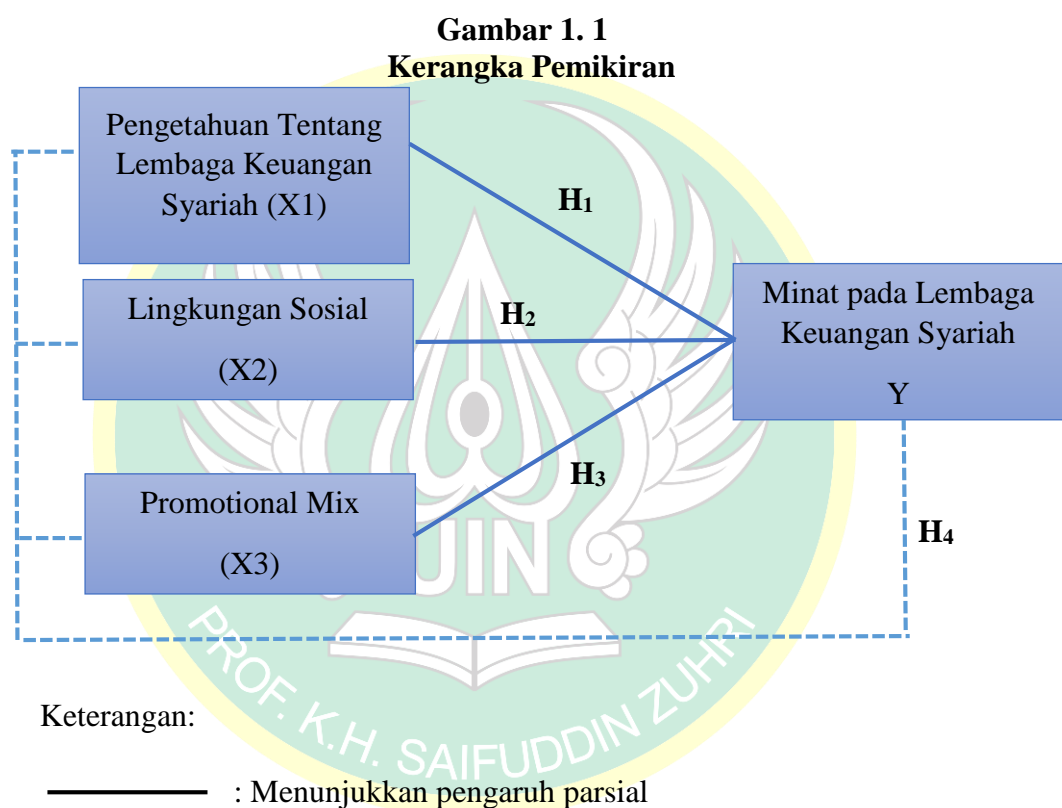 Gambar 1. 1
Kerangka Pemikiran
Pengetahuan Tentang
Lembaga Keuangan
Syariah (X1)
H1
Lingkungan Sosial
(X2)
H2
Minat pada Lembaga
Keuangan Syariah
Y
Promotional Mix
(X3)
H3
H4
UIN
PROF. K.H. SAIFUDDIN ZUHRI
Keterangan:
: Menunjukkan pengaruh parsial